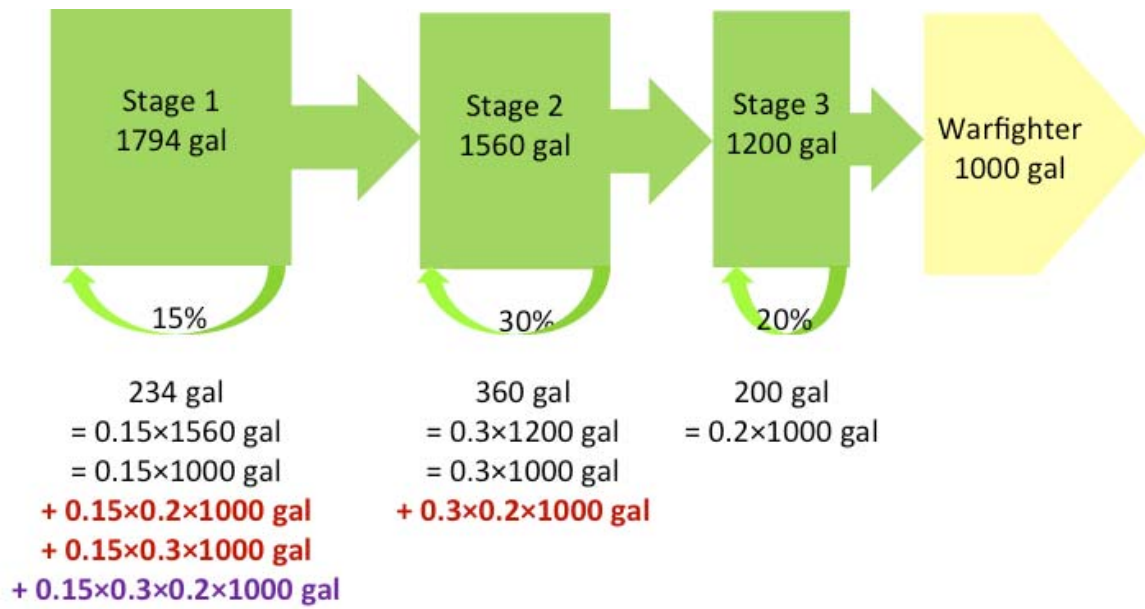 Stage 1
1794 gal
Stage 2
1560 gal
Stage 3
1200 gal
Warfighter
1000 gal
15%
30%
20%
234 gal
= 0.15×1560 gal
= 0.15×1000 gal
+ 0.15×0.2×1000 gal
+ 0.15×0.3×1000 gal
+ 0.15×0.3×0.2×1000 gal
360 gal
= 0.3×1200 gal
= 0.3×1000 gal
+ 0.3×0.2×1000 gal
200 gal
= 0.2×1000 gal